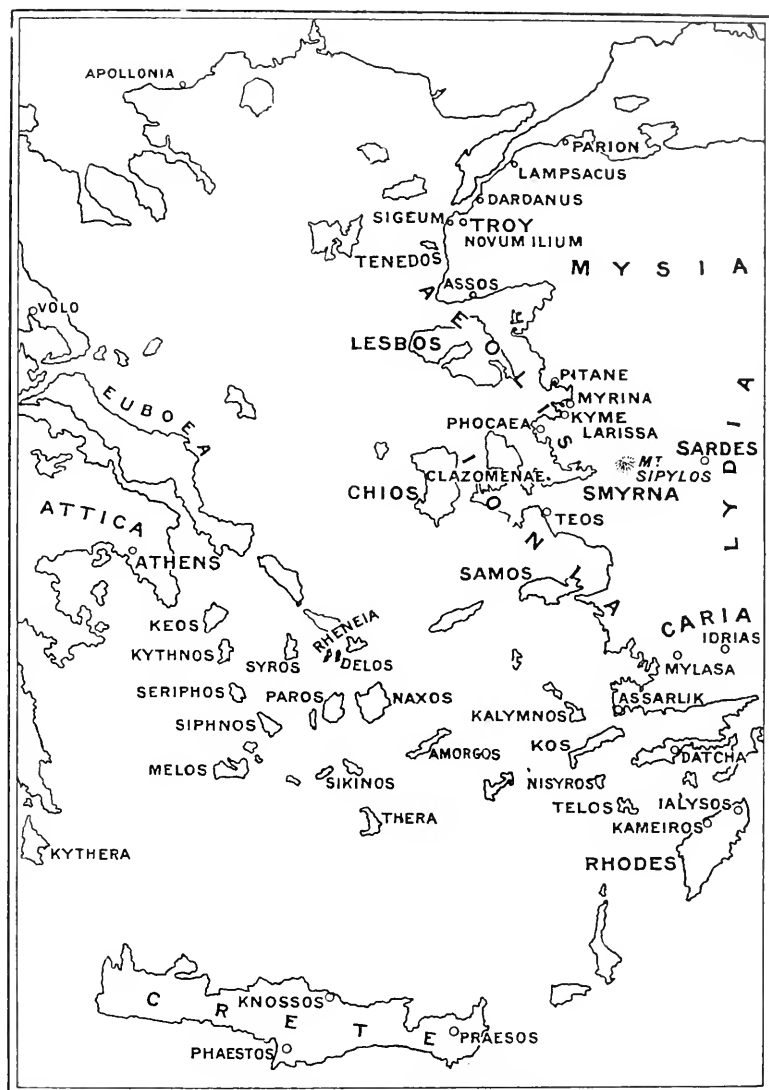 APOLLONIA
PARION
LAMPSACUS
DARDANUS
SIGEUM
TROY
NOVUM ILIUM
TENEDOS
MYSIA
ASSOS
AEOLIS
VOLO
LESBOS
PITANE
MYRINA
EUBOEA
KYME
PHOCAEA
LARISSA
SARDES
MT
SIPYLOS
LYDIA
CLAZOMENAE
CHIOS
SMYRNA
IONIA
ATTICA
TEOS
ATHENS
SAMOS
KEOS
RHENEIA
CARIA
IDRIAS
KYTHNOS
SYROS
DELOS
MYLASA
SERIPHOS
PAROS
NAXOS
ASSARLIK
KALYMNOS
SIPHNOS
KOS
AMORGOS
DATCHA
MELOS
SIKINOS
NISYROS
TELOS
IALYSOS
THERA
KAMEIROS
KYTHERA
RHODES
CRETE
KNOSSOS
PRAESOS
PHAESTOS